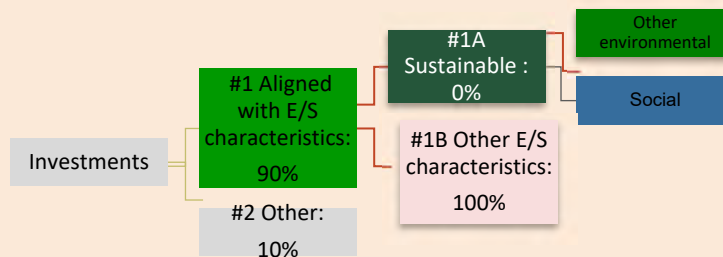 Investments
#1 Aligned
with E/S
characteristics:
90%
#2 Other:
10%
#1A
Sustainable :
0%
#1B Other E/S
characteristics:
100%
Other
environmental
Social